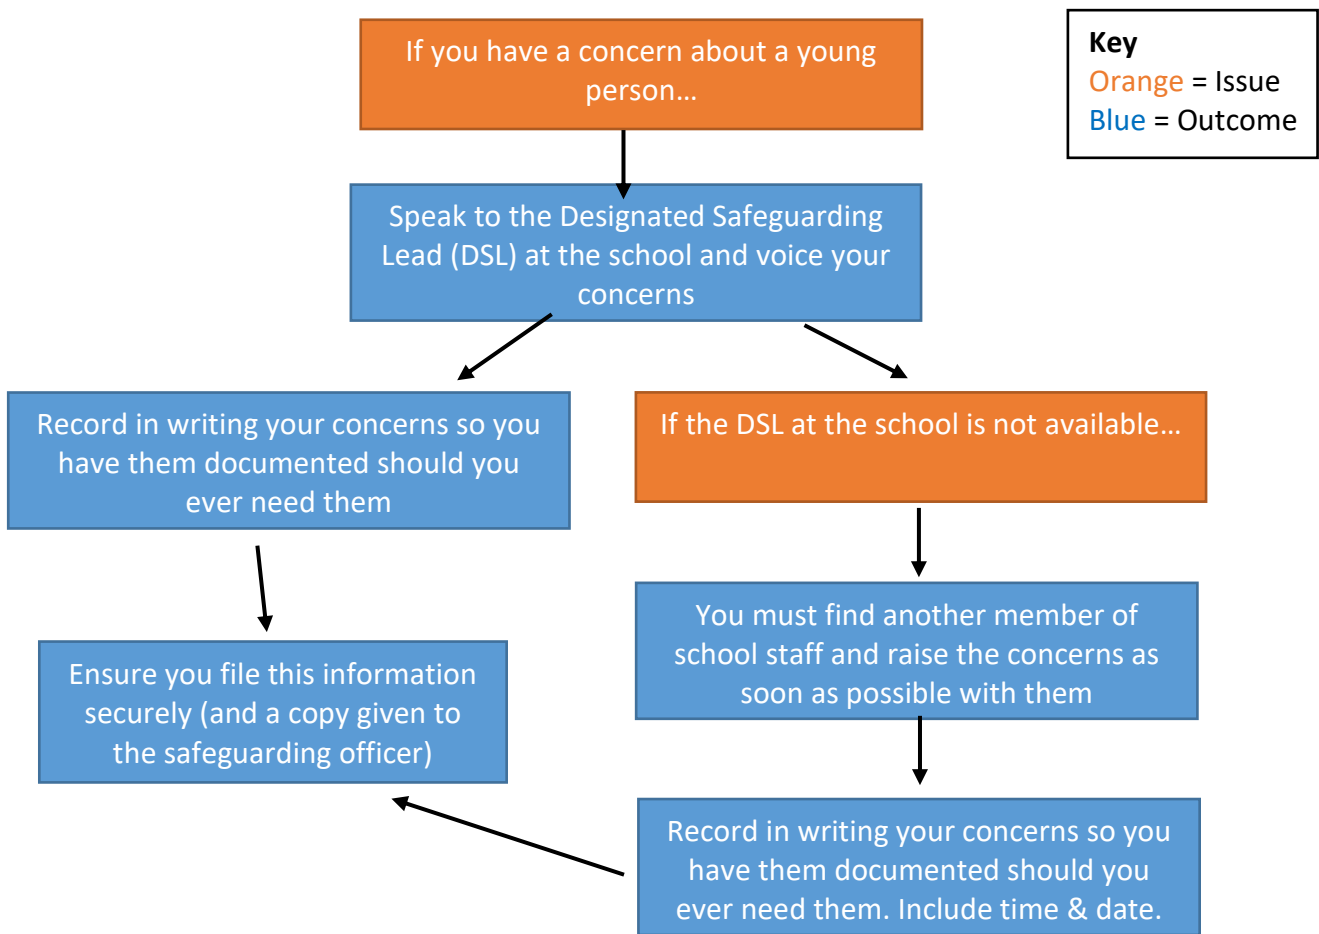 If you have a concern about a young
person…
Key
Orange = Issue
Blue = Outcome
Speak to the Designated Safeguarding
Lead (DSL) at the school and voice your
concerns
Record in writing your concerns so you
have them documented should you
ever need them
If the DSL at the school is not available…
You must find another member of
school staff and raise the concerns as
soon as possible with them
Ensure you file this information
securely (and a copy given to
the safeguarding officer)
Record in writing your concerns so you
have them documented should you
ever need them. Include time & date.